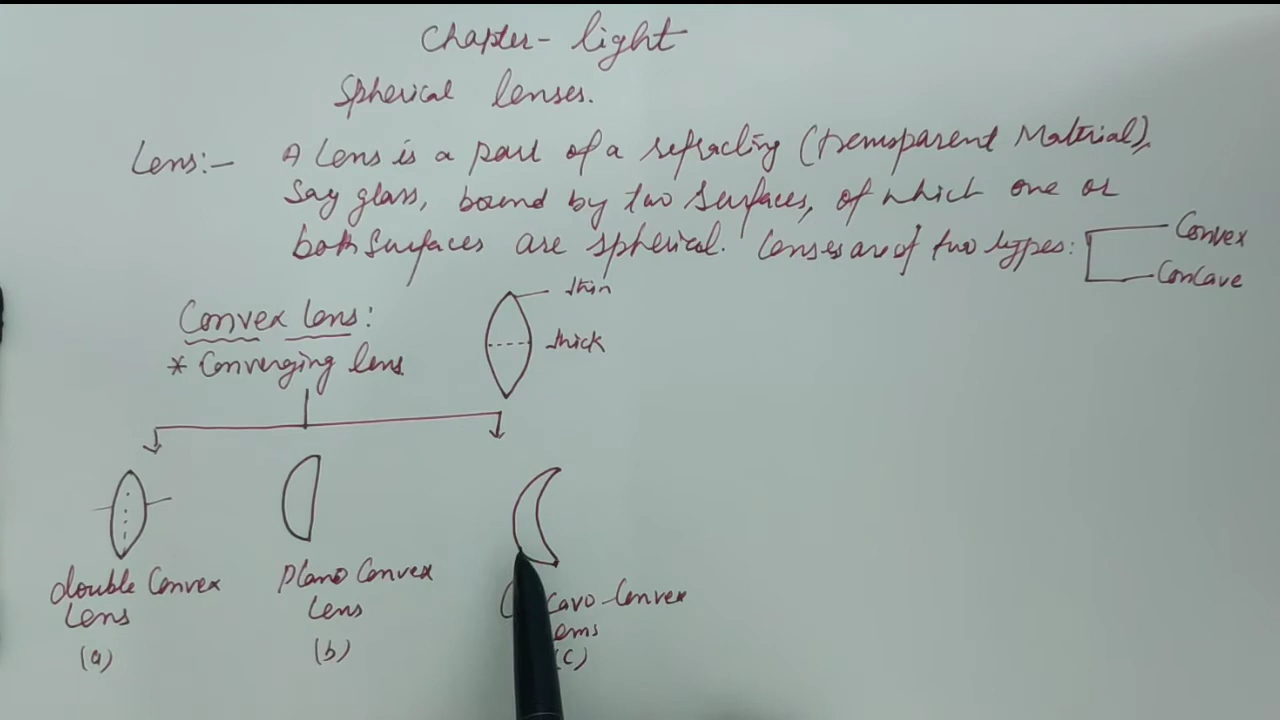 Chapter - light
Spherical lenses.
Lens:- A Lens is a part of a refracting (transparent Material),
Say glass, bound by two surfaces, of which one or
both surfaces are spherical. Lenses are of two types:
Convex
Concave
Convex Lens:
* Converging lens
thin
thick
double Convex
Lens
(a)
Plano Convex
Lens
(b)
cavo-Convex
(c)